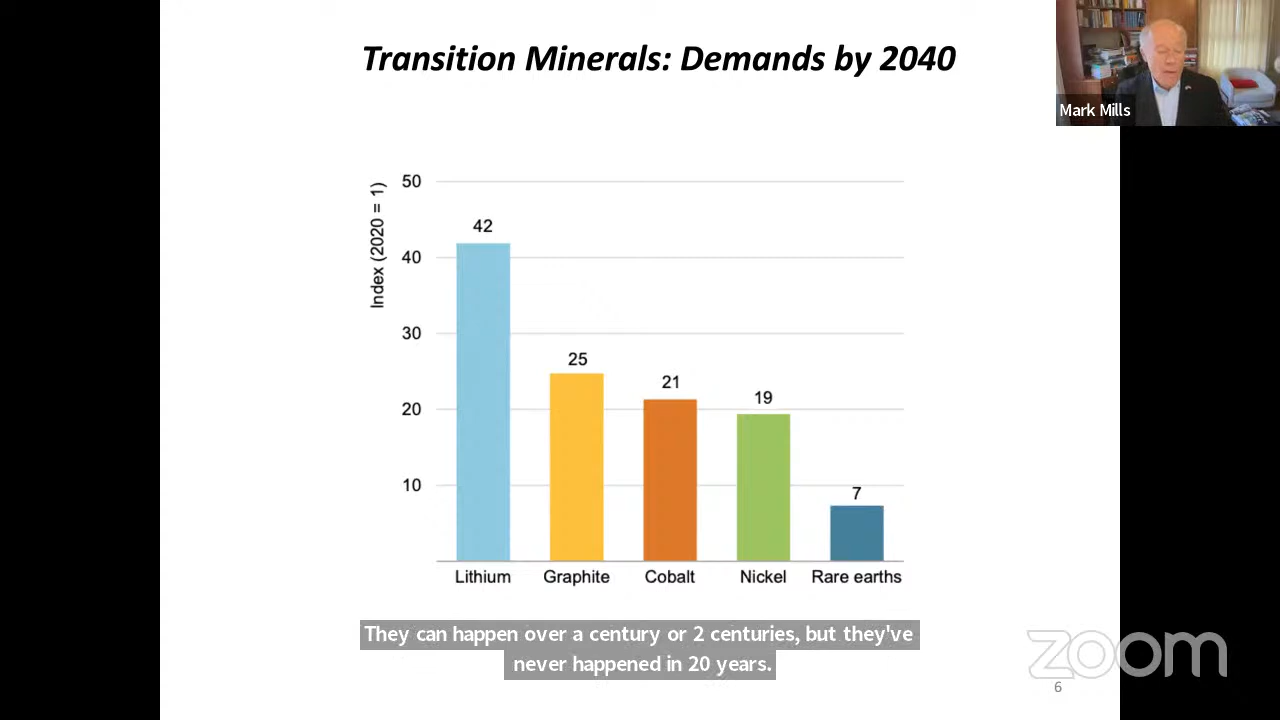 Transition Minerals: Demands by 2040
Mark Mills
Index (2020 = 1)
50
40
30
20
10
42
25
21
19
7
Lithium
Graphite
Cobalt
Nickel
Rare earths
They can happen over a century or 2 centuries, but they've
never happened in 20 years.
zoom
6